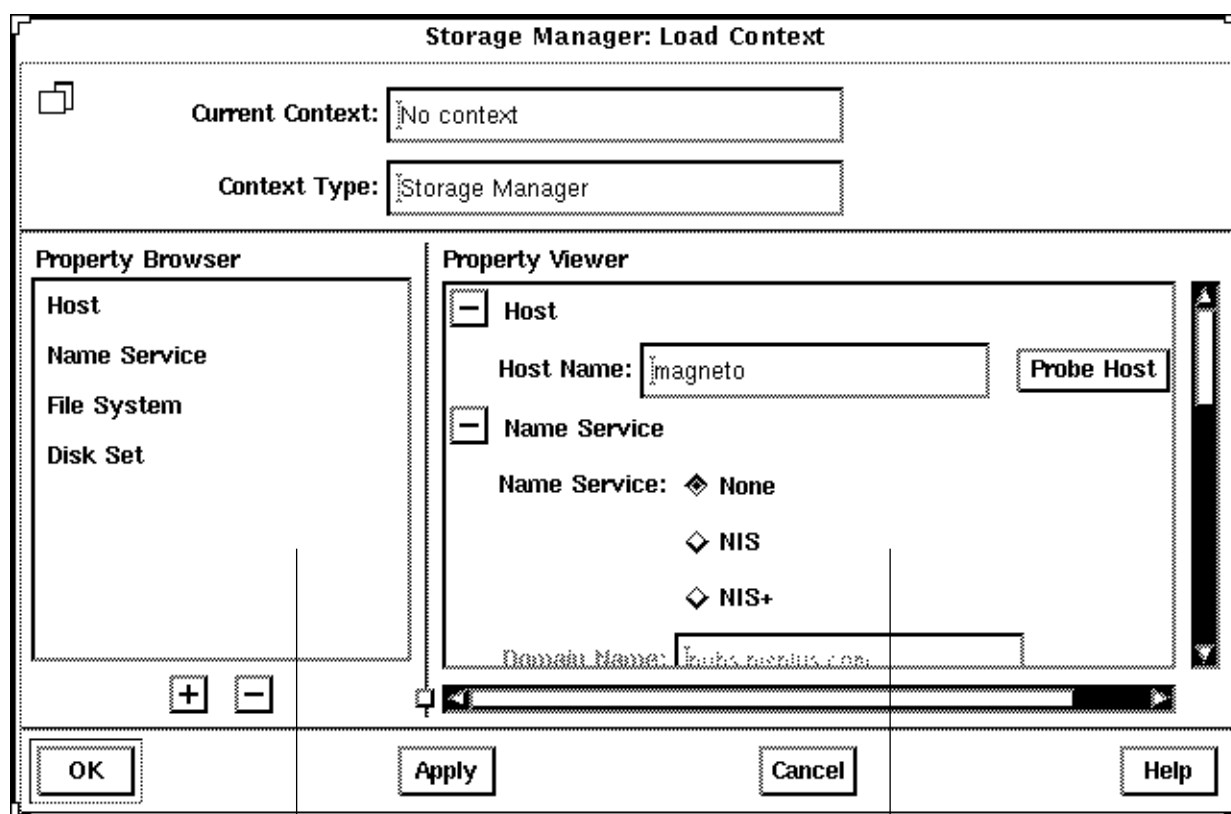 Storage Manager: Load Context
Current Context: No context
Context Type: Storage Manager
Property Browser
Host
Name Service
File System
Disk Set
+ −
Property Viewer
− Host
Host Name: magneto Probe Host
− Name Service
Name Service: None
NIS
NIS+
Domain Name:
OK Apply Cancel Help